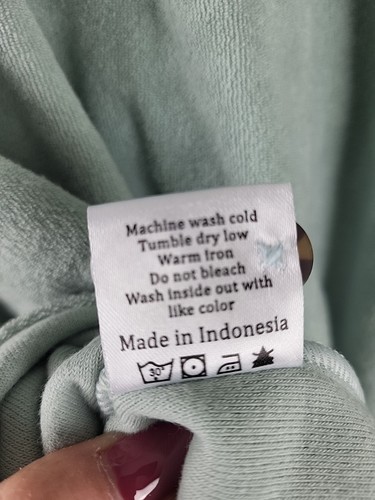 Machine wash cold
Tumble dry low
Warm iron
Do not bleach
Wash inside out with
like color
Made in Indonesia
30°